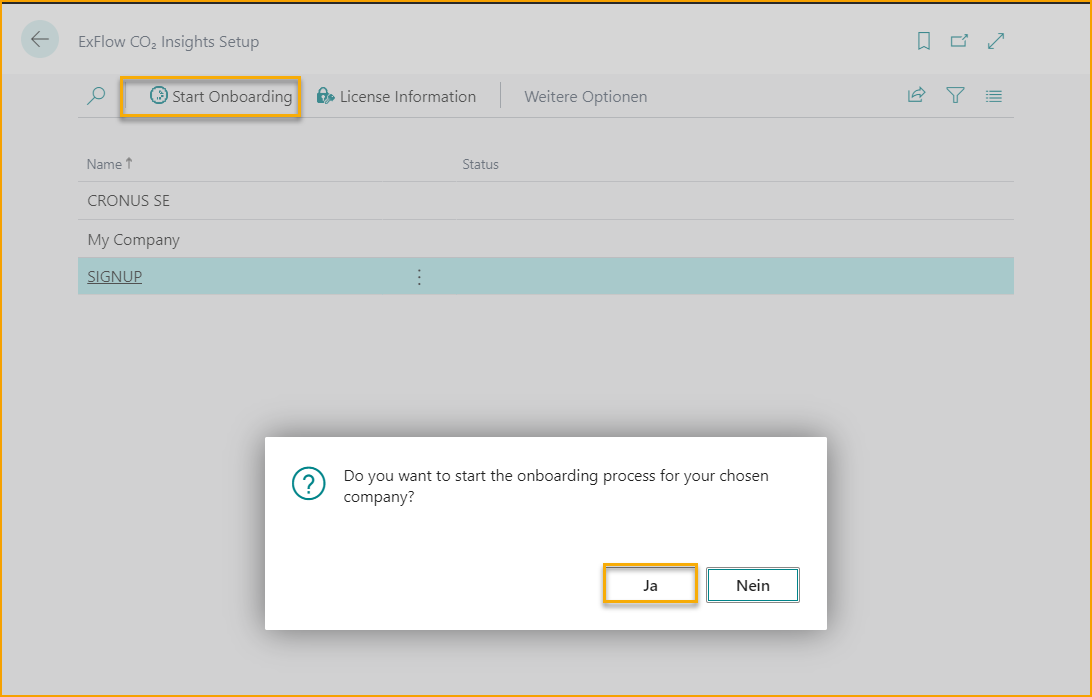 ExFlow CO₂ Insights Setup
Start Onboarding License Information Weitere Optionen
Name↑ Status
CRONUS SE
My Company
SIGNUP
Do you want to start the onboarding process for your chosen
company?
Ja Nein